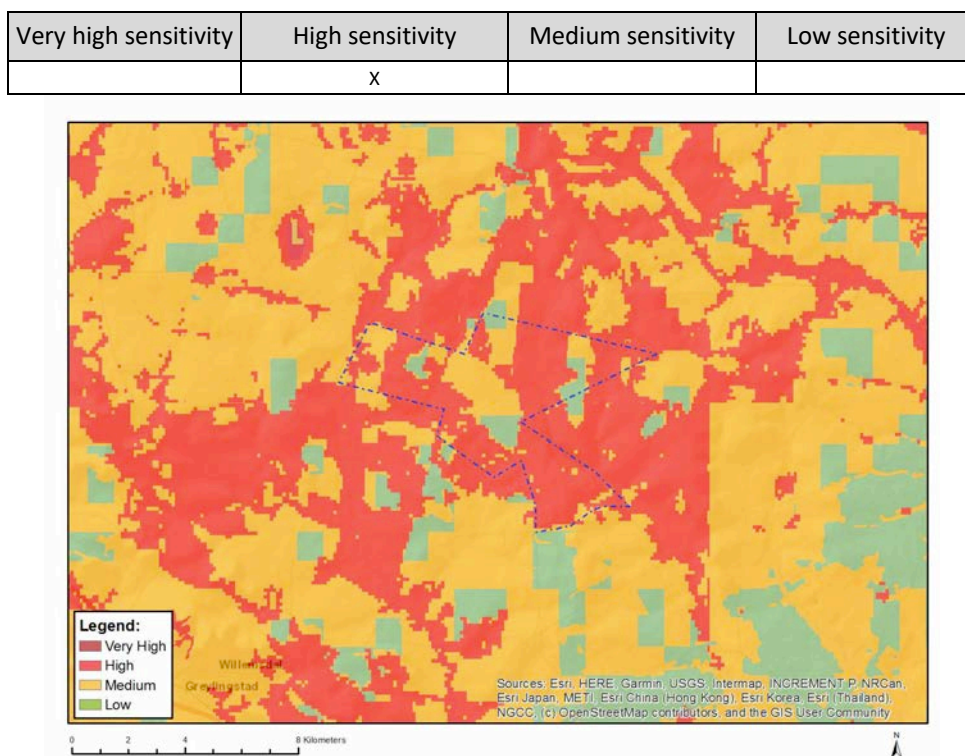 Very high sensitivity High sensitivity Medium sensitivity Low sensitivity
X
L
Legend:
Very High
High
Medium
Low
Greylingstad
Sources: Esri, HERE, Garmin, USGS, Intermap, INCREMENT P, NRCan,
Esri Japan, METI, Esri China (Hong Kong), Esri Korea, Esri (Thailand),
NGCC, (c) OpenStreetMap contributors, and the GIS User Community
0 2 4 8 Kilometers
N